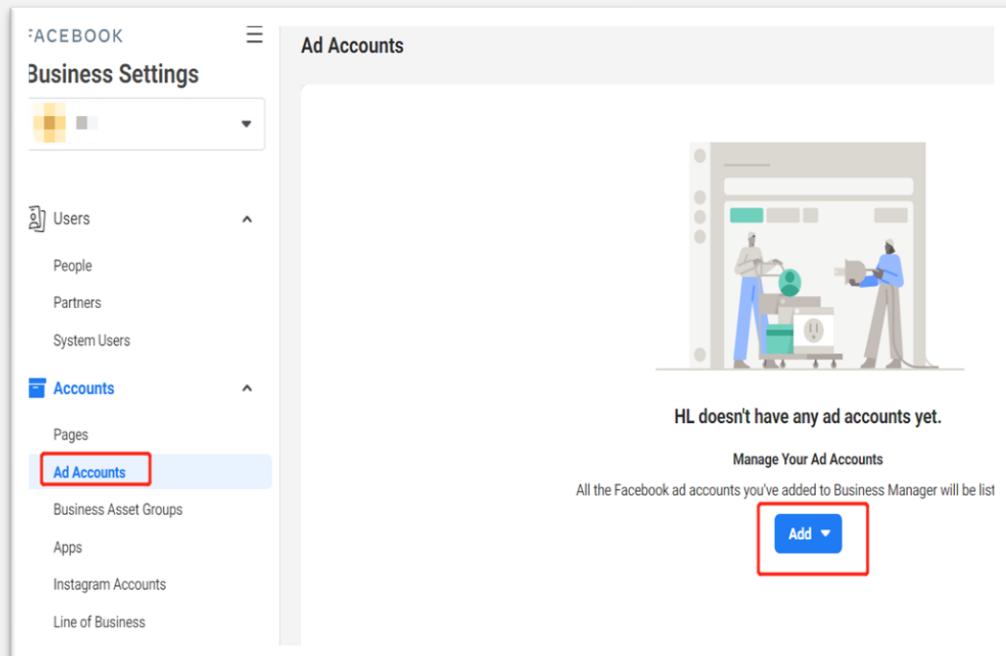 FACEBOOK
Business Settings
Users
People
Partners
System Users
Accounts
Pages
Ad Accounts
Business Asset Groups
Apps
Instagram Accounts
Line of Business
Ad Accounts
HL doesn't have any ad accounts yet.
Manage Your Ad Accounts
All the Facebook ad accounts you've added to Business Manager will be list
Add